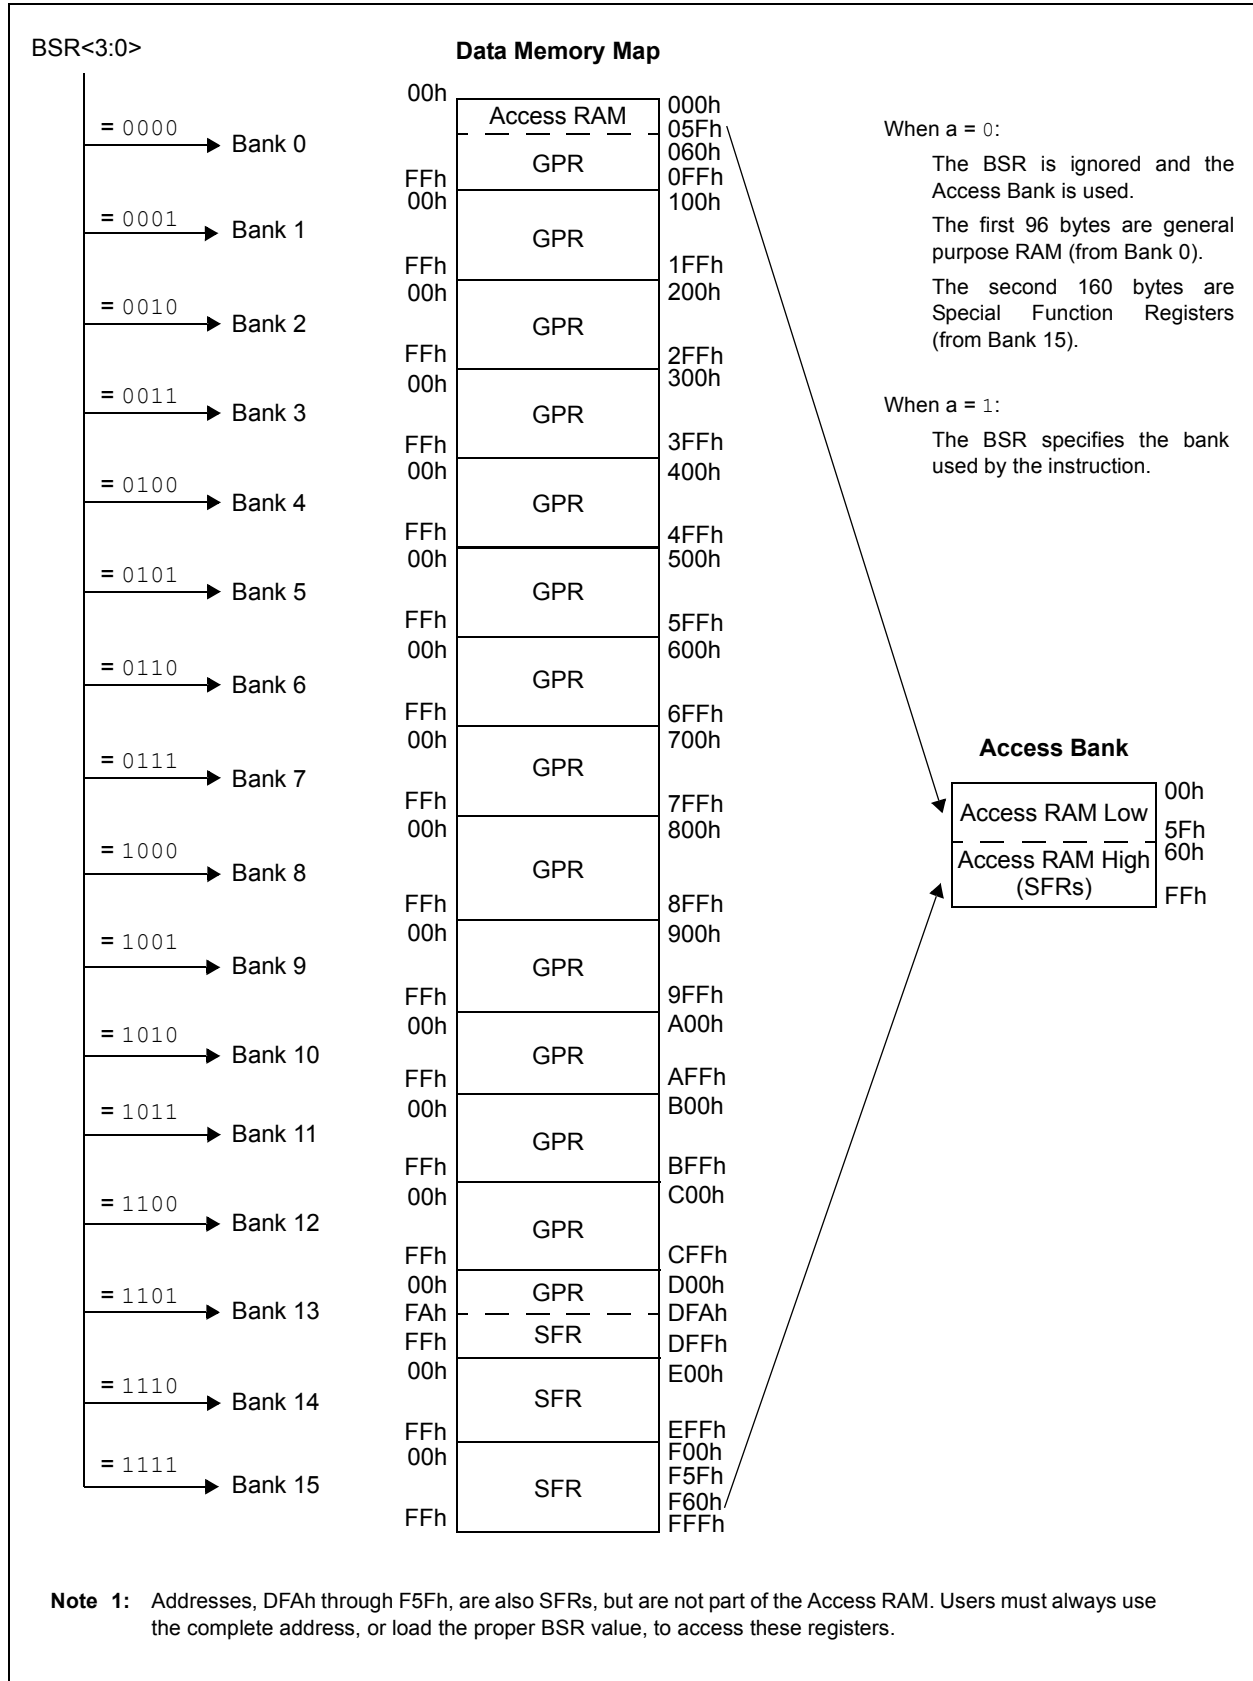 BSR<3:0>
Data Memory Map
= 0000
Bank 0
= 0001
Bank 1
= 0010
Bank 2
= 0011
Bank 3
= 0100
Bank 4
= 0101
Bank 5
= 0110
Bank 6
= 0111
Bank 7
= 1000
Bank 8
= 1001
Bank 9
= 1010
Bank 10
= 1011
Bank 11
= 1100
Bank 12
= 1101
Bank 13
= 1110
Bank 14
= 1111
Bank 15
00h
Access RAM
000h
05Fh
GPR
060h
FFh
0FFh
00h
100h
GPR
FFh
1FFh
00h
200h
GPR
FFh
2FFh
00h
300h
GPR
FFh
3FFh
00h
400h
GPR
FFh
4FFh
00h
500h
GPR
FFh
5FFh
00h
600h
GPR
FFh
6FFh
00h
700h
GPR
FFh
7FFh
00h
800h
GPR
FFh
8FFh
00h
900h
GPR
FFh
9FFh
00h
A00h
GPR
FFh
AFFh
00h
B00h
GPR
FFh
BFFh
00h
C00h
GPR
FFh
CFFh
00h
GPR
D00h
FAh
DFAh
SFR
FFh
DFFh
00h
E00h
SFR
FFh
EFFh
00h
F00h
F5Fh
SFR
F60h
FFh
FFFh
When a = 0:
The BSR is ignored and the
Access Bank is used.
The first 96 bytes are general
purpose RAM (from Bank 0).
The second 160 bytes are
Special Function Registers
(from Bank 15).
When a = 1:
The BSR specifies the bank
used by the instruction.
Access Bank
00h
Access RAM Low
5Fh
60h
Access RAM High
(SFRs)
FFh
Note 1: Addresses, DFAh through F5Fh, are also SFRs, but are not part of the Access RAM. Users must always use
the complete address, or load the proper BSR value, to access these registers.